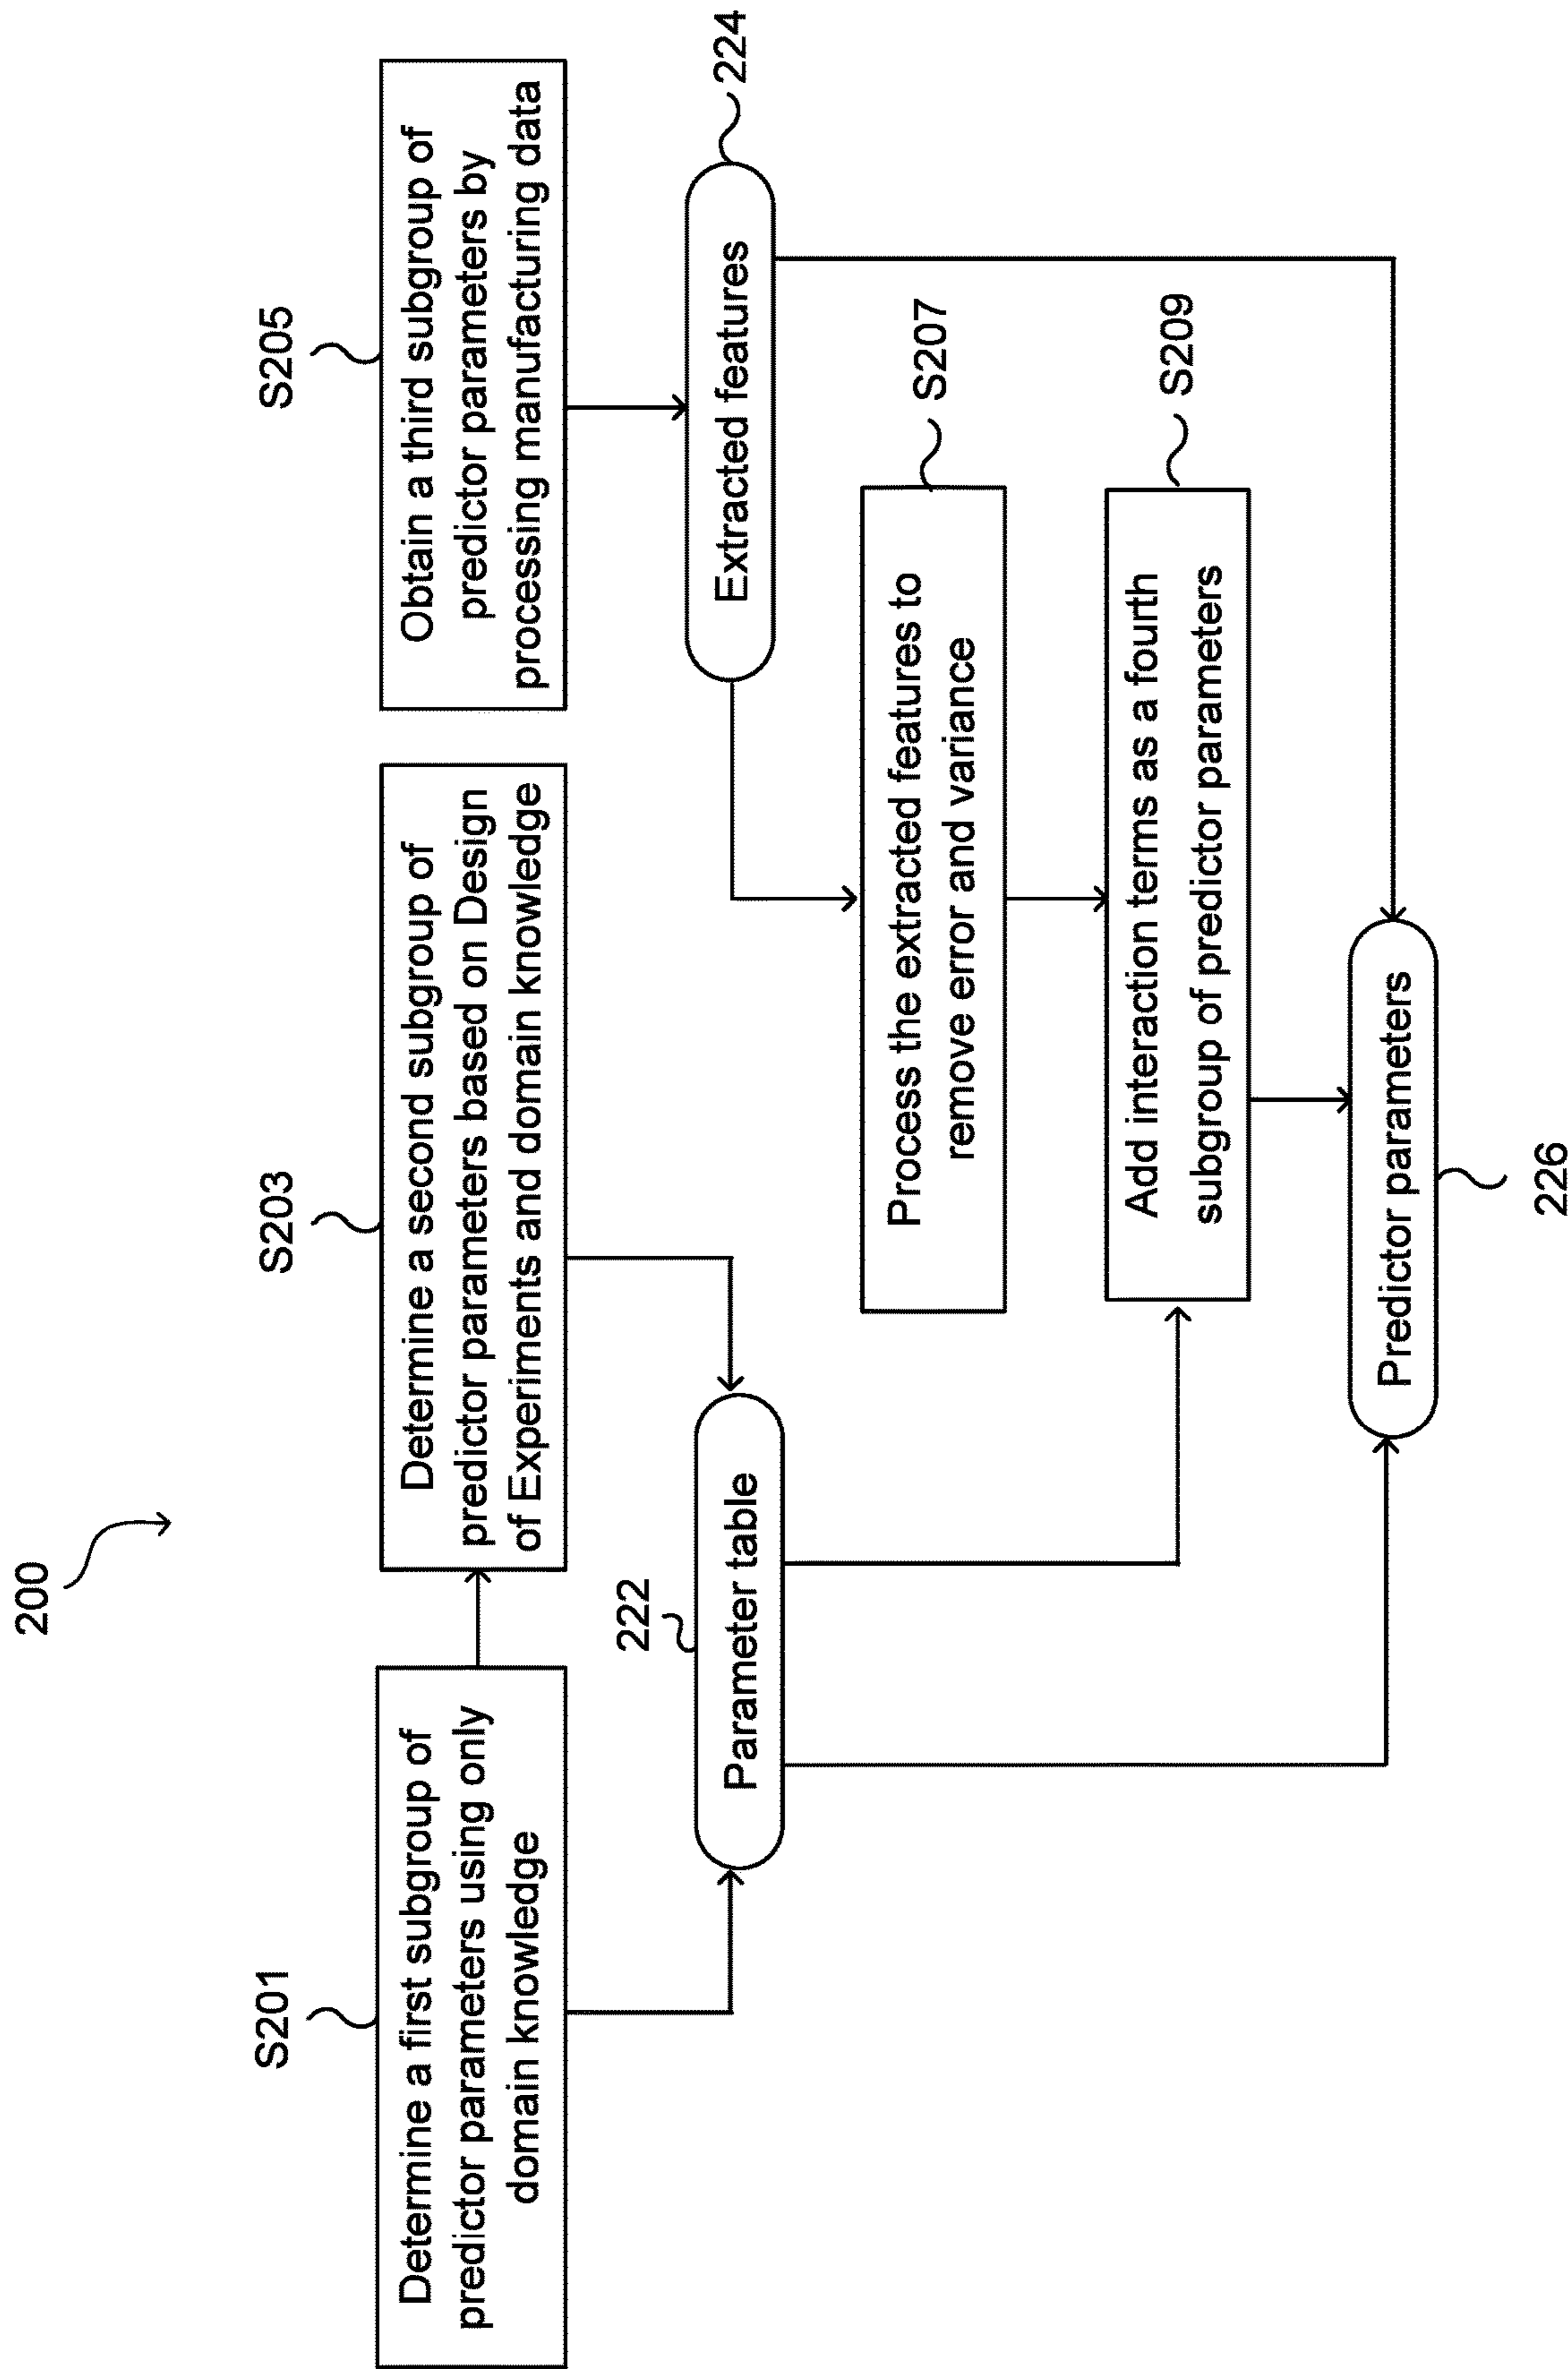 200
S201
Determine a first subgroup of
predictor parameters using only
domain knowledge
S203
Determine a second subgroup of
predictor parameters based on Design
of Experiments and domain knowledge
S205
Obtain a third subgroup of
predictor parameters by
processing manufacturing data
222
Parameter table
Extracted features
224
Process the extracted features to
remove error and variance
S207
Add interaction terms as a fourth
subgroup of predictor parameters
S209
Predictor parameters
226